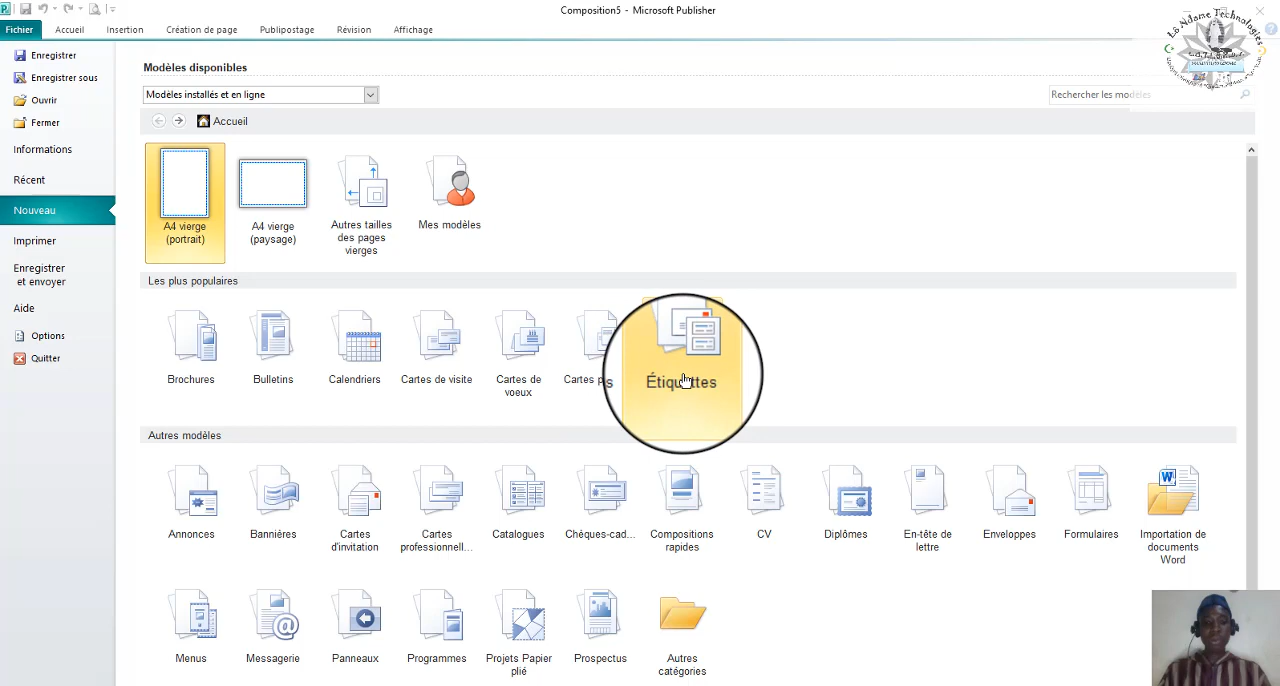 Composition5 - Microsoft Publisher
Fichier Accueil Insertion Création de page Publipostage Révision Affichage
Lô Ndame Technologies
Enregistrer
Enregistrer sous
Ouvrir
Fermer
Informations
Récent
Nouveau
Imprimer
Enregistrer
et envoyer
Aide
Options
Quitter
Modèles disponibles
Modèles installés et en ligne
Rechercher les modèles
Accueil
A4 vierge
(portrait)
A4 vierge
(paysage)
Autres tailles
des pages
vierges
Mes modèles
Les plus populaires
Brochures
Bulletins
Calendriers
Cartes de visite
Cartes de
voeux
Cartes p s
Étiquettes
Autres modèles
Annonces
Bannières
Cartes
d'invitation
Cartes
professionnell...
Catalogues
Chèques-cad...
Compositions
rapides
CV
Diplômes
En-tête de
lettre
Enveloppes
Formulaires
Importation de
documents
Word
Menus
Messagerie
Panneaux
Programmes
Projets Papier
plié
Prospectus
Autres
catégories